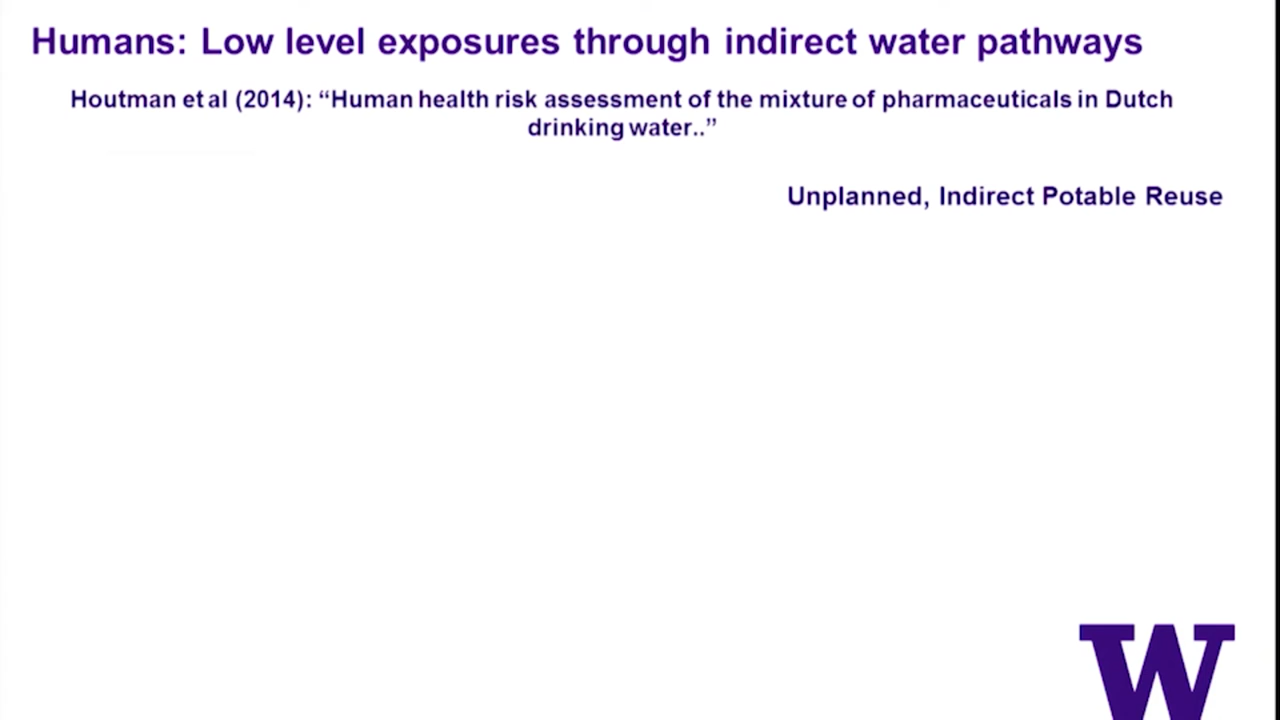 Humans: Low level exposures through indirect water pathways
Houtman et al (2014): “Human health risk assessment of the mixture of pharmaceuticals in Dutch
drinking water..”
Unplanned, Indirect Potable Reuse
W